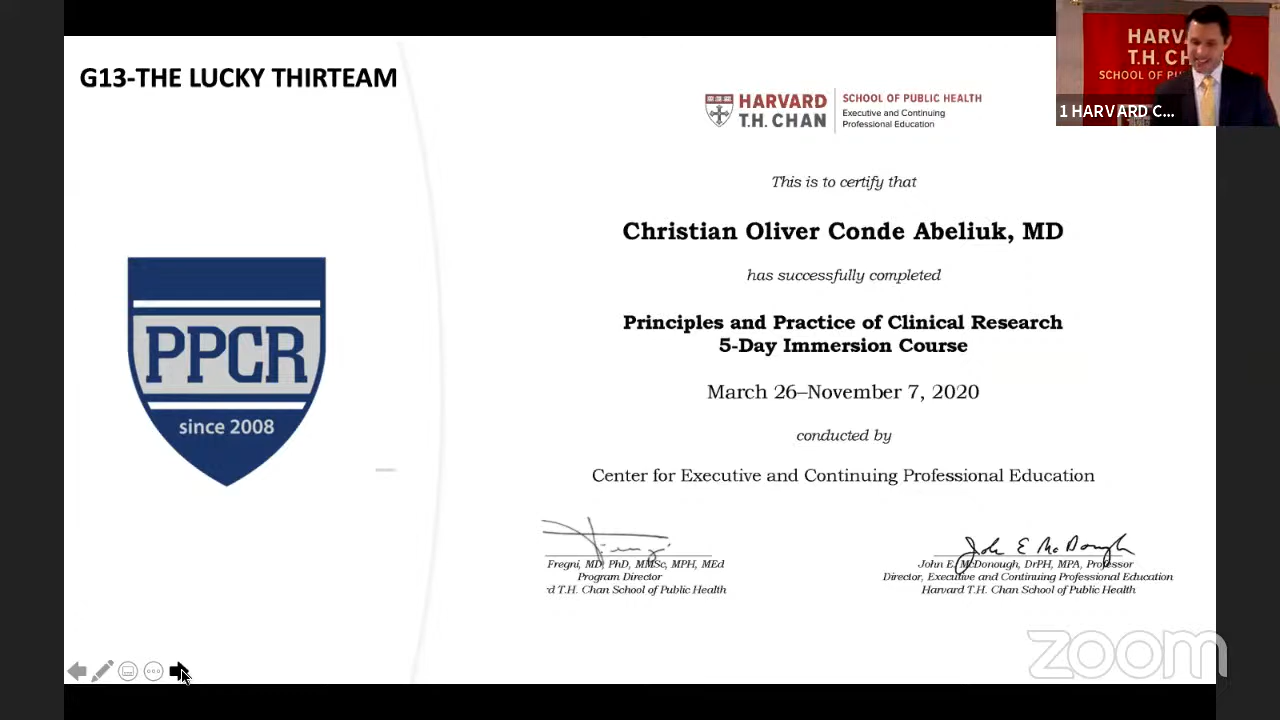 G13-THE LUCKY THIRTEAM
HARVARD
T.H. CHAN
SCHOOL OF PUBLIC HEALTH
Executive and Continuing
Professional Education
HARV
T.H. CH
SCHOOL OF
1 HARVARD C...
This is to certify that
Christian Oliver Conde Abeliuk, MD
has successfully completed
Principles and Practice of Clinical Research
5-Day Immersion Course
March 26–November 7, 2020
conducted by
Center for Executive and Continuing Professional Education
PPCR
since 2008
Fregni, MD, PhD, MMSc, MPH, MEd
Program Director
d T.H. Chan School of Public Health
John E McDonough
John E. McDonough, DrPH, MPA, Professor
Director, Executive and Continuing Professional Education
Harvard T.H. Chan School of Public Health
zoom